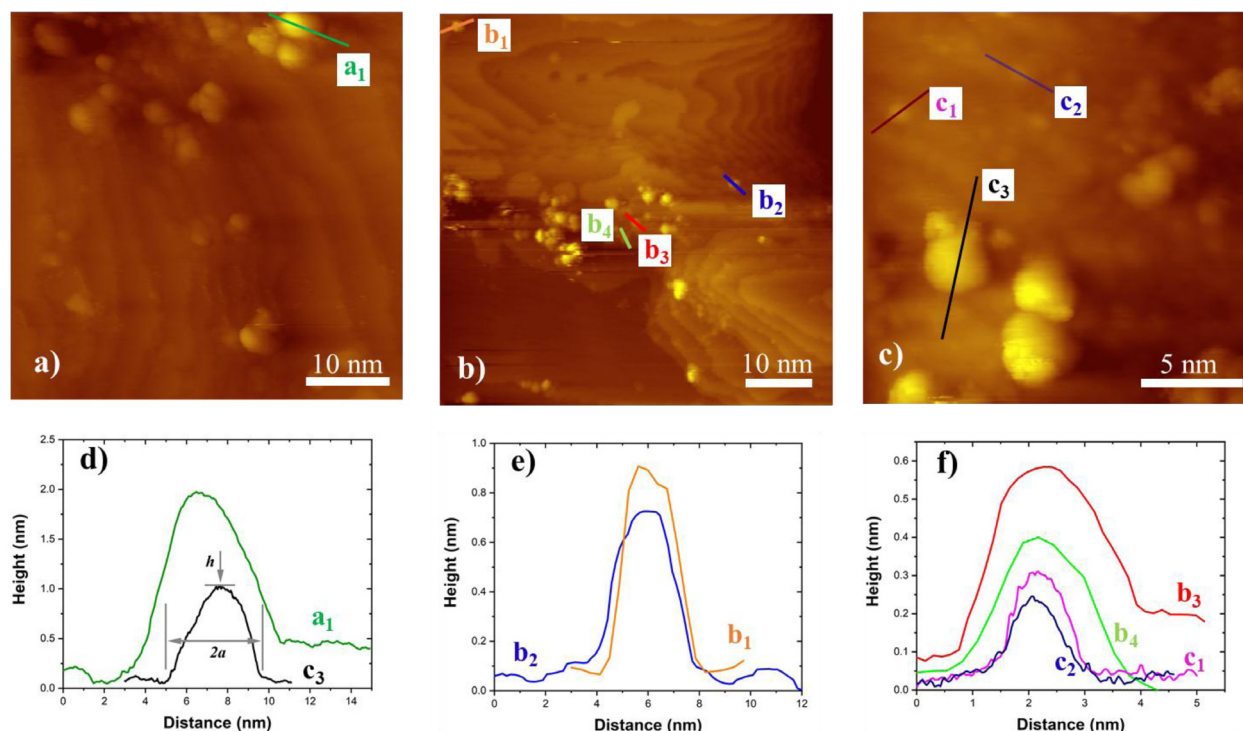 a₁
a)
10 nm
b₁
b₂
b₄
b₃
b)
10 nm
c₁
c₂
c₃
c)
5 nm
d)
Height (nm)
2.5
2.0
1.5
1.0
0.5
0.0
h
2a
a₁
c₃
0 2 4 6 8 10 12 14
Distance (nm)
e)
Height (nm)
1.0
0.8
0.6
0.4
0.2
0.0
b₂
b₁
0 2 4 6 8 10 12
Distance (nm)
f)
Height (nm)
0.6
0.5
0.4
0.3
0.2
0.1
0.0
b₃
b₄
c₂
c₁
0 1 2 3 4 5
Distance (nm)